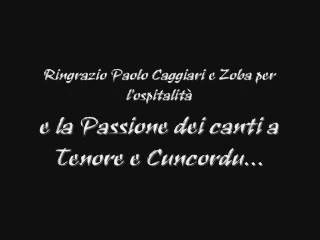 Ringrazio Paolo Caggiari e Zoba per
l'ospitalità
e la Passione dei canti a
Tenore e Cuncordu...